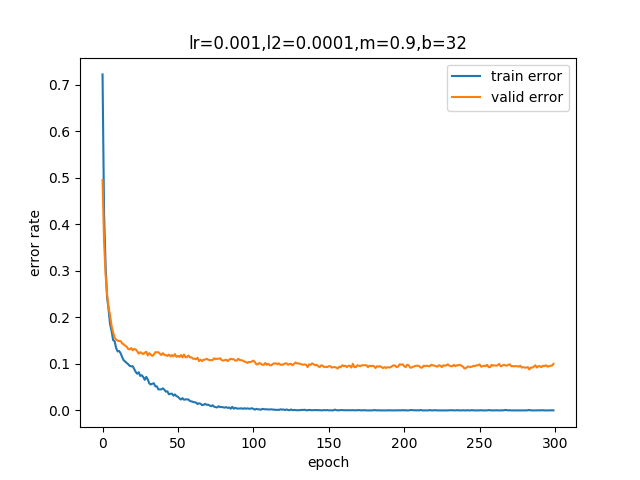 lr=0.001,l2=0.0001,m=0.9,b=32
train error
valid error
0.7
0.6
0.5
0.4
0.3
0.2
0.1
0.0
error rate
0 50 100 150 200 250 300
epoch